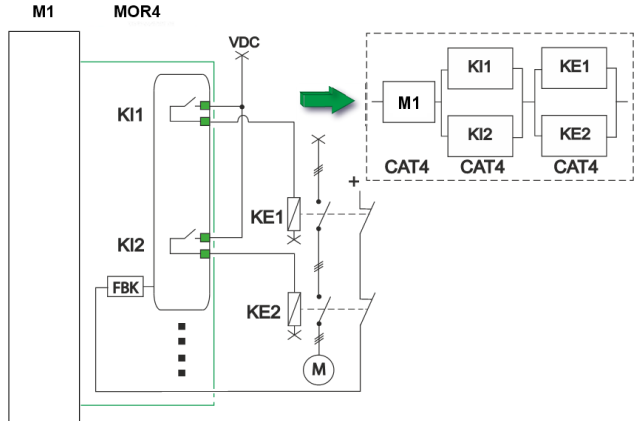 M1 MOR4
VDC
KI1
KI2
FBK
KE1
KE2
+
M
M1
KI1
KI2
KE1
KE2
CAT4 CAT4 CAT4